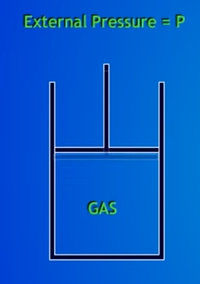 External Pressure = P
GAS